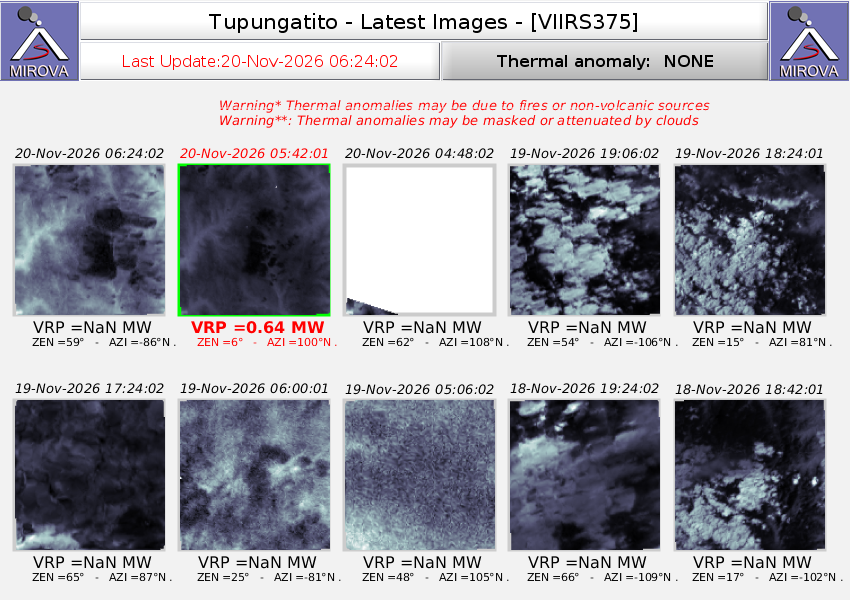 Tupungatito - Latest Images - [VIIRS375]
MIROVA
Last Update:20-Nov-2026 06:24:02
Thermal anomaly: NONE
MIROVA
Warning* Thermal anomalies may be due to fires or non-volcanic sources
Warning**: Thermal anomalies may be masked or attenuated by clouds
20-Nov-2026 06:24:02 20-Nov-2026 05:42:01 20-Nov-2026 04:48:02 19-Nov-2026 19:06:02 19-Nov-2026 18:24:01
VRP =NaN MW VRP =0.64 MW VRP =NaN MW VRP =NaN MW VRP =NaN MW
ZEN =59° - AZI =-86°N . ZEN =6° - AZI =100°N . ZEN =62° - AZI =108°N . ZEN =54° - AZI =-106°N . ZEN =15° - AZI =81°N .
19-Nov-2026 17:24:02 19-Nov-2026 06:00:01 19-Nov-2026 05:06:02 18-Nov-2026 19:24:02 18-Nov-2026 18:42:01
VRP =NaN MW VRP =NaN MW VRP =NaN MW VRP =NaN MW VRP =NaN MW
ZEN =65° - AZI =87°N . ZEN =25° - AZI =-81°N . ZEN =48° - AZI =105°N . ZEN =66° - AZI =-109°N . ZEN =17° - AZI =-102°N .